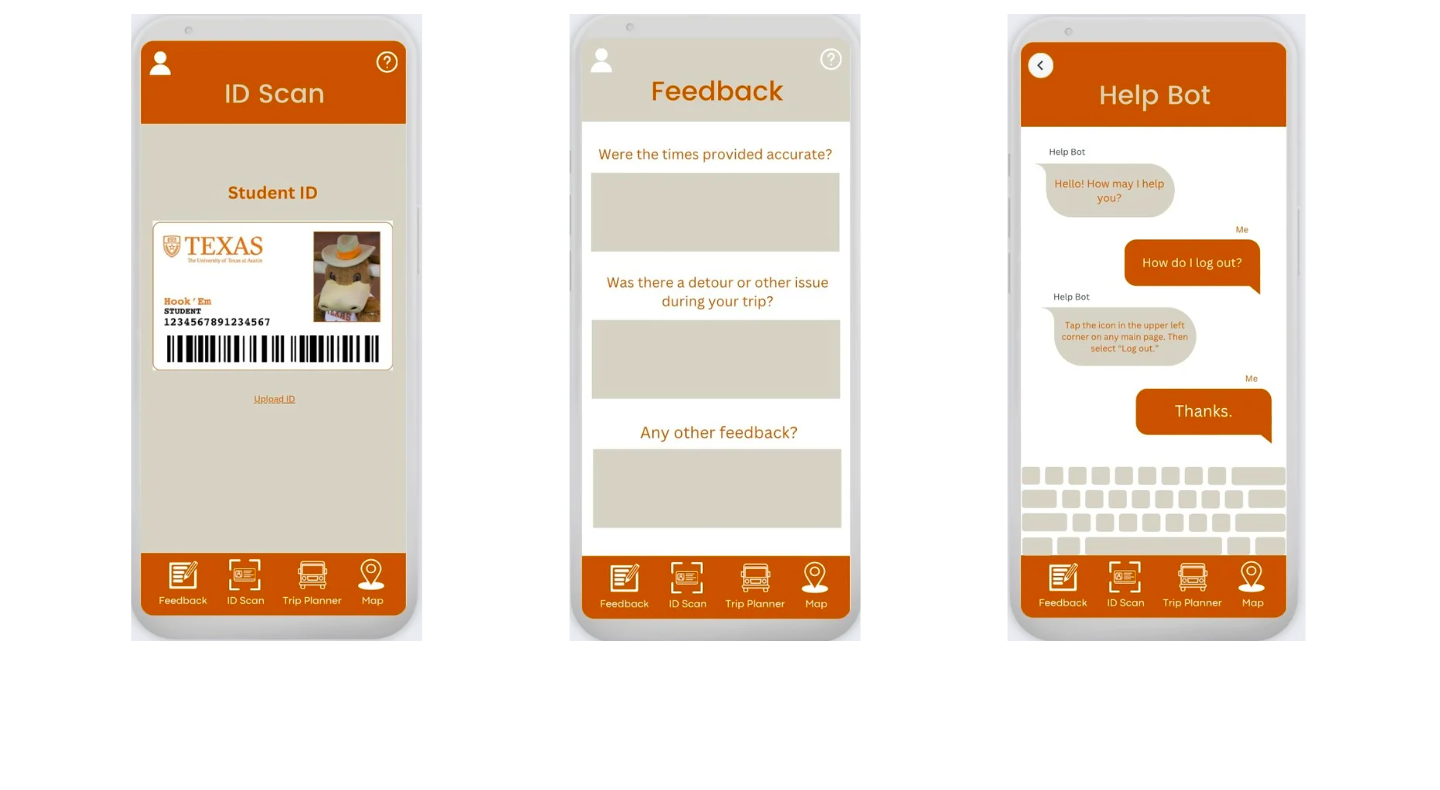 ID Scan
Student ID
TEXAS
The University of Texas at Austin
Hook 'Em
STUDENT
1234567891234567
TEXAS
Upload ID
Feedback
ID Scan
Trip Planner
Map
?
Feedback
Were the times provided accurate?
Was there a detour or other issue
during your trip?
Any other feedback?
Feedback
ID Scan
Trip Planner
Map
?
Help Bot
Help Bot
Hello! How may I help
you?
Me
How do I log out?
Help Bot
Tap the icon in the upper left
corner on any main page. Then
select "Log out."
Me
Thanks.
Feedback
ID Scan
Trip Planner
Map